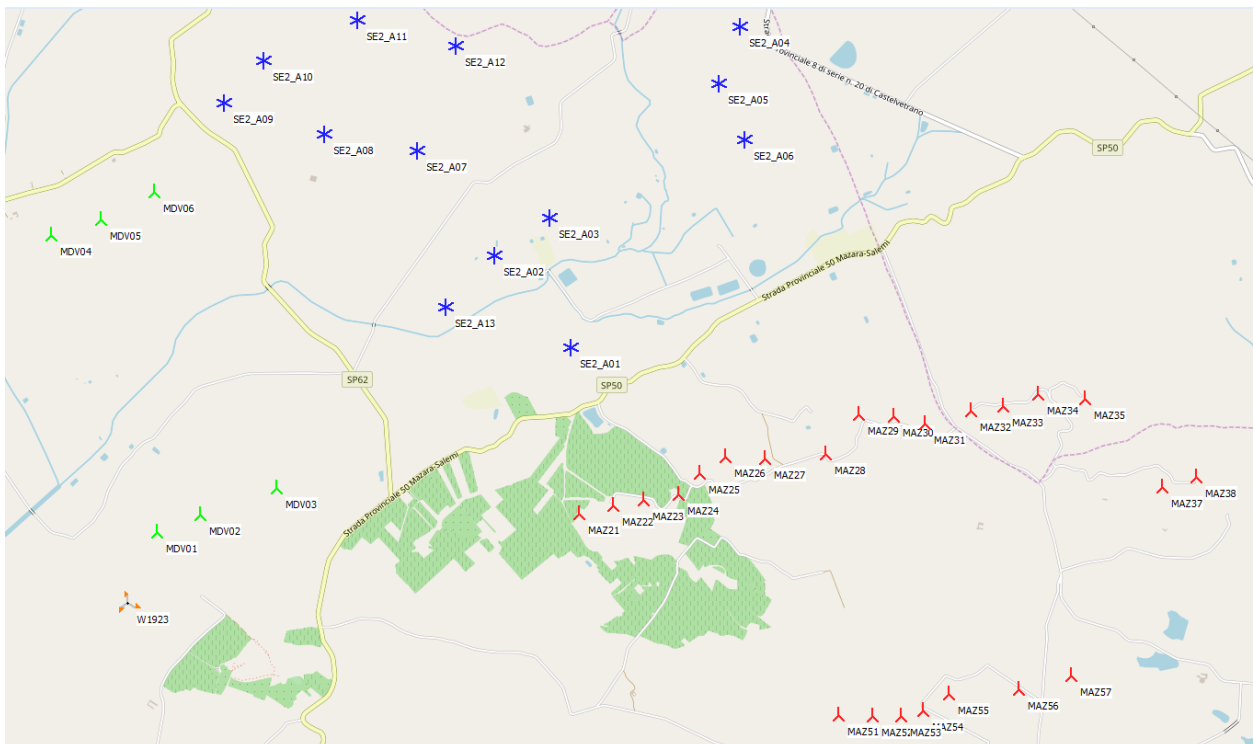 SE2_A11
SE2_A04
SE2_A12
Strada Provinciale 8 di serie n. 20 di Castelvetrano
SE2_A10
SE2_A05
SE2_A09
SE2_A08
SE2_A06
SP50
SE2_A07
MDV06
MDV05
SE2_A03
MDV04
SE2_A02
Strada Provinciale 50 Mazara-Salemi
SE2_A13
SE2_A01
SP62
SP50
MAZ34
MAZ35
MAZ33
MAZ32
MAZ29
MAZ30
MAZ31
Strada Provinciale 50 Mazara-Salemi
MAZ26
MAZ27
MAZ28
MAZ25
MAZ38
MAZ37
MDV03
MAZ24
MAZ23
MAZ22
MAZ21
MDV02
MDV01
W1923
MAZ57
MAZ56
MAZ55
MAZ54
MAZ51
MAZ52
MAZ53